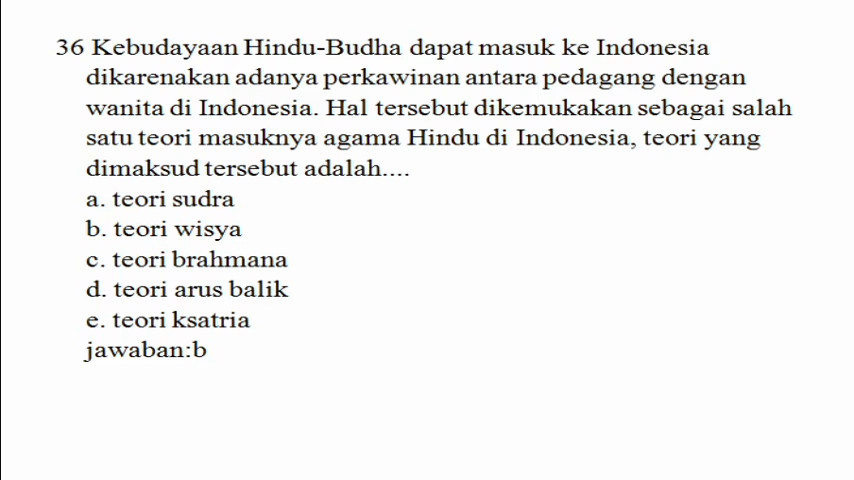 36 Kebudayaan Hindu-Budha dapat masuk ke Indonesia
dikarenakan adanya perkawinan antara pedagang dengan
wanita di Indonesia. Hal tersebut dikemukakan sebagai salah
satu teori masuknya agama Hindu di Indonesia, teori yang
dimaksud tersebut adalah....
a. teori sudra
b. teori wisya
c. teori brahmana
d. teori arus balik
e. teori ksatria
jawaban:b